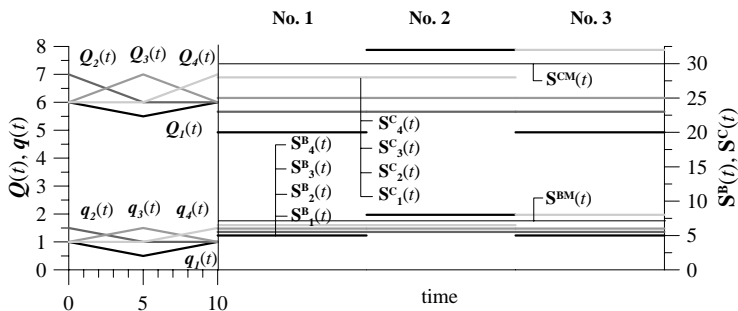 No. 1 No. 2 No. 3
Q2(t) Q3(t) Q4(t)
Q1(t)
q2(t) q3(t) q4(t)
q1(t)
Q(t), q(t)
8
7
6
5
4
3
2
1
0
0 5 10
time
SCM(t)
SB4(t)
SB3(t)
SB2(t)
SB1(t)
SC4(t)
SC3(t)
SC2(t)
SC1(t)
SBM(t)
30
25
20
15
10
5
0
SB(t), SC(t)